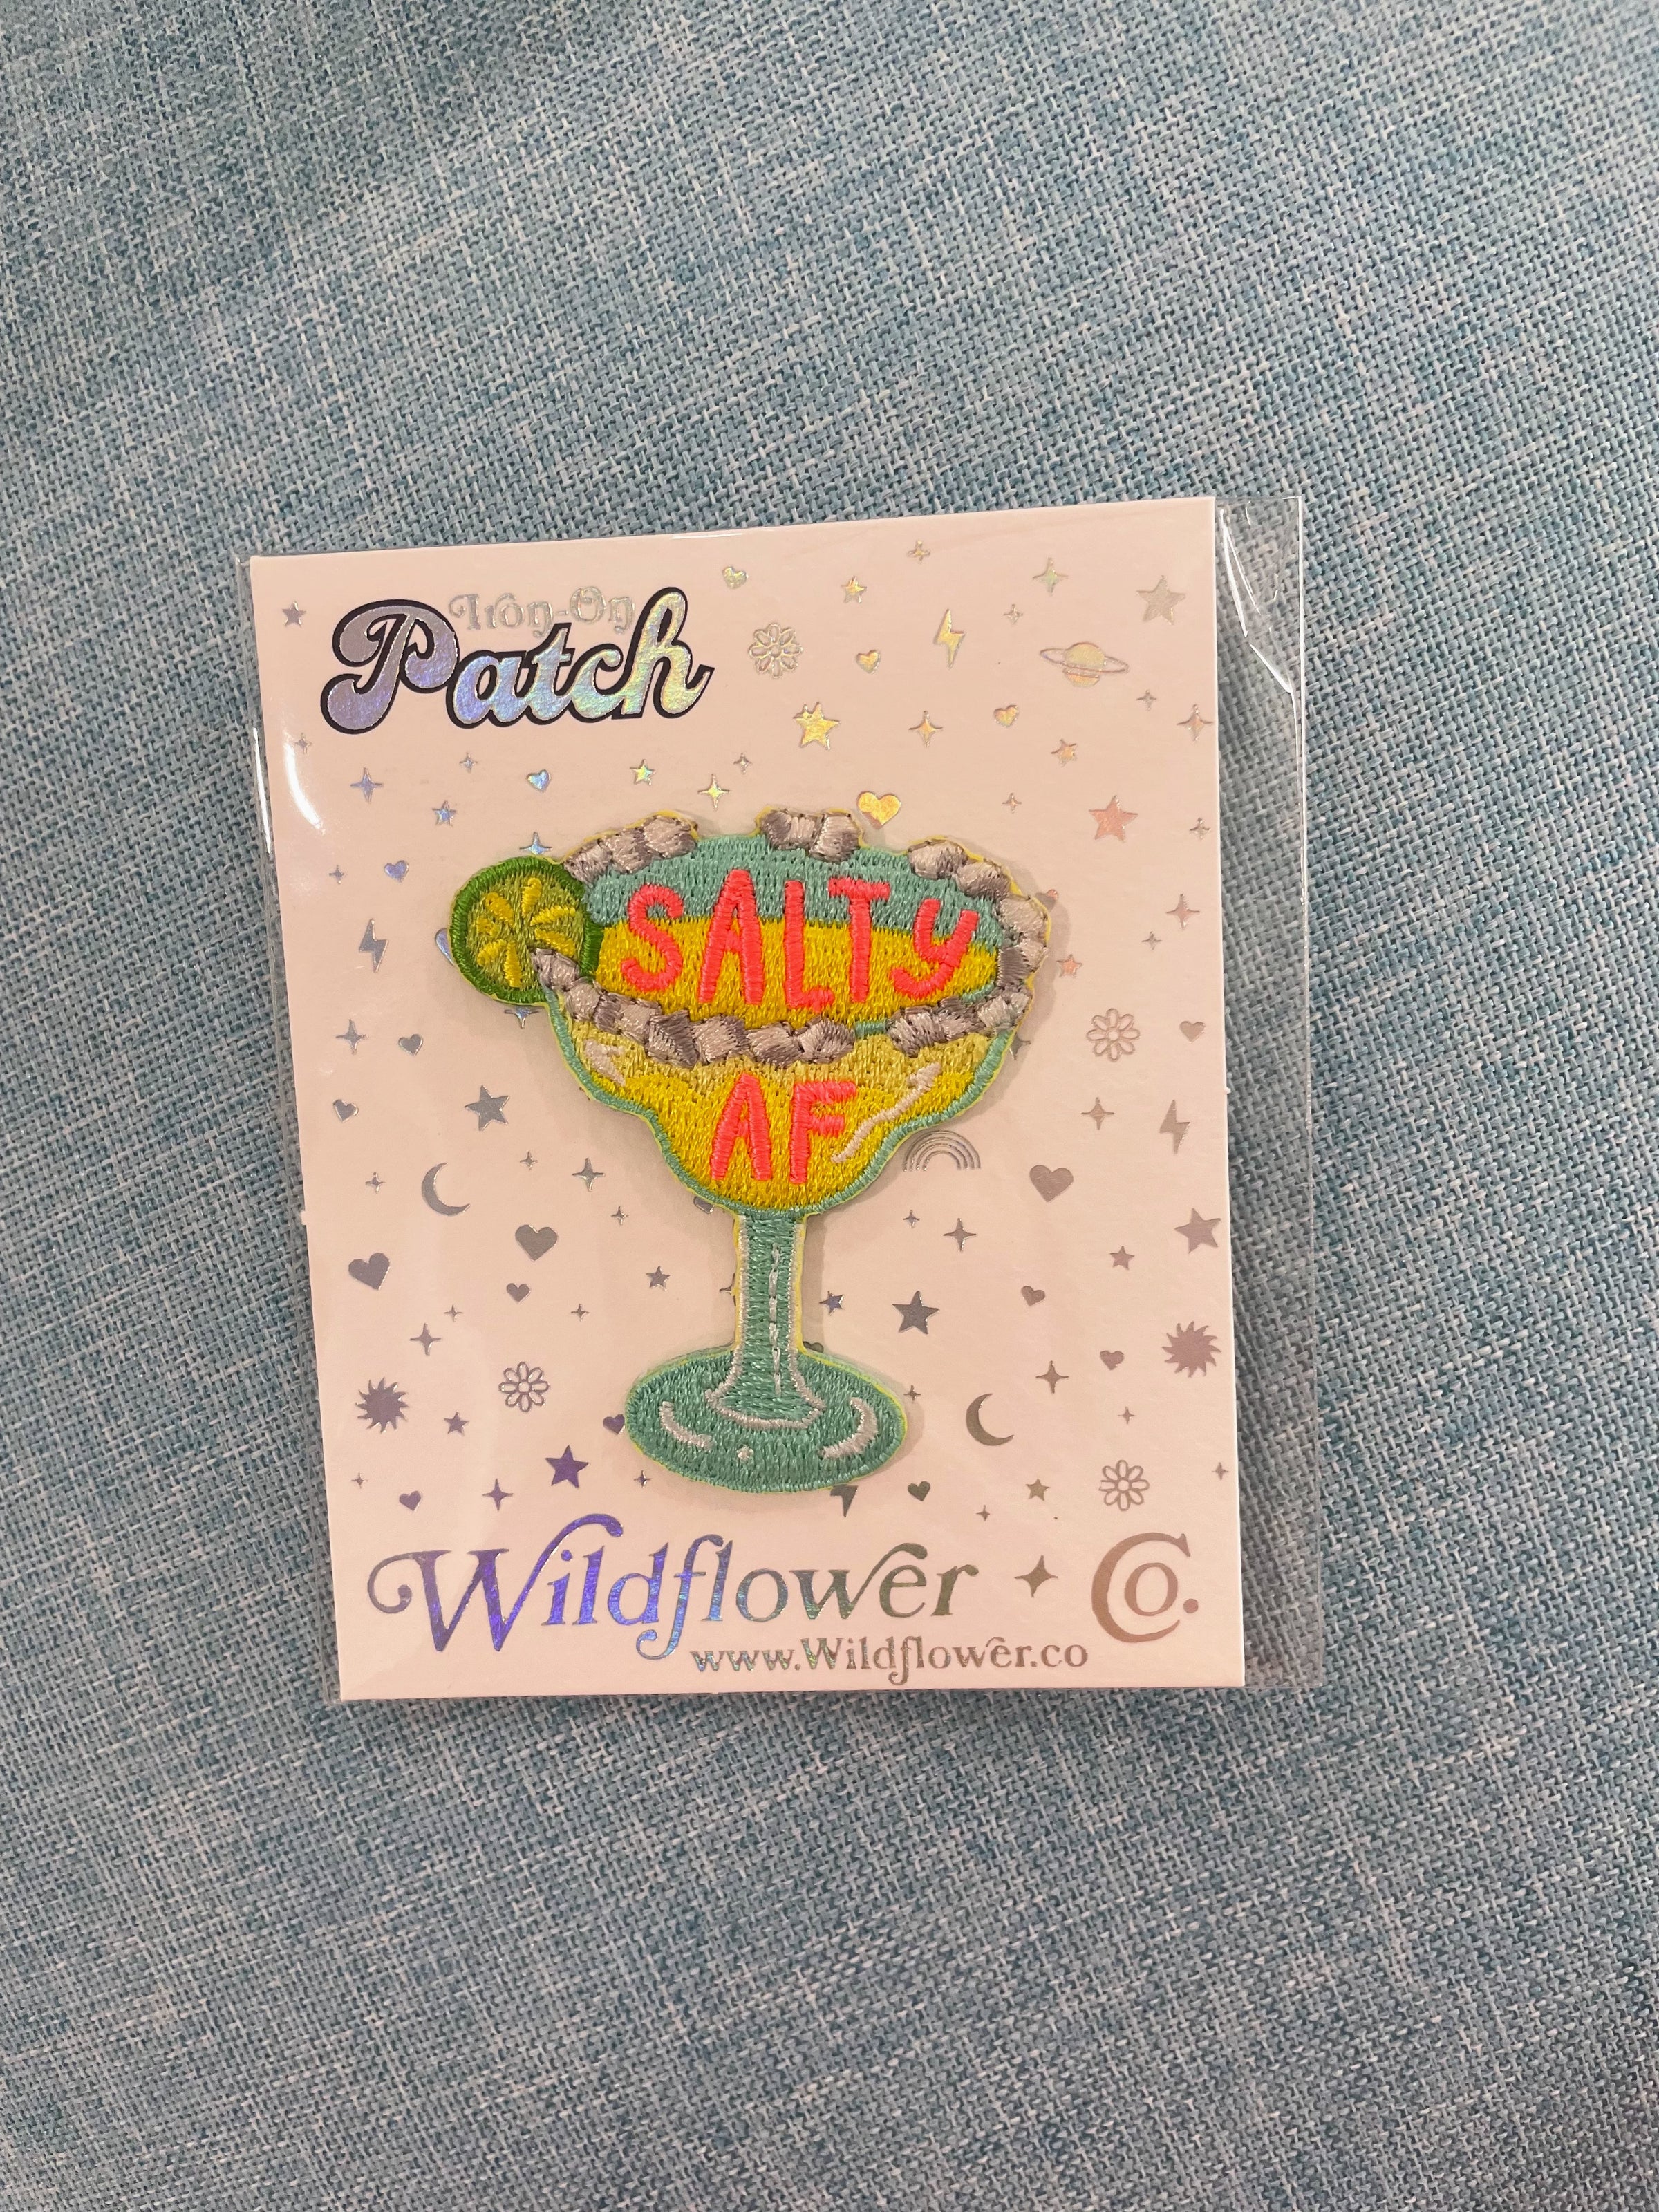 Iron-On
Patch
SALTY
AF
Wildflower Co.
www.Wildflower.co